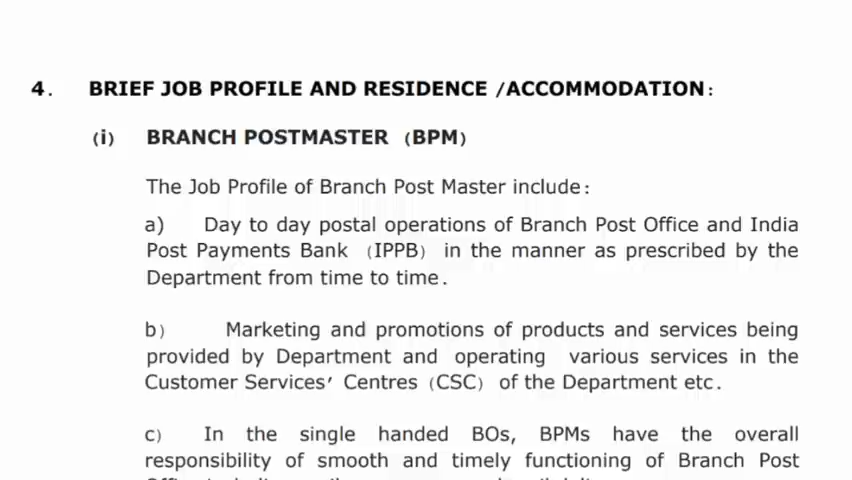 4. BRIEF JOB PROFILE AND RESIDENCE /ACCOMMODATION:
(i) BRANCH POSTMASTER (BPM)
The Job Profile of Branch Post Master include:
a) Day to day postal operations of Branch Post Office and India
Post Payments Bank (IPPB) in the manner as prescribed by the
Department from time to time.
b) Marketing and promotions of products and services being
provided by Department and operating various services in the
Customer Services’ Centres (CSC) of the Department etc.
c) In the single handed BOs, BPMs have the overall
responsibility of smooth and timely functioning of Branch Post